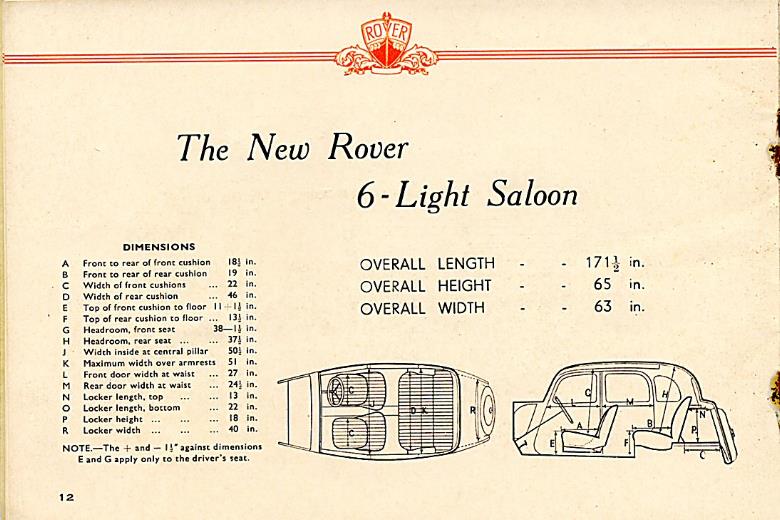 ROVER
The New Rover
6-Light Saloon
DIMENSIONS
A Front to rear of front cushion 18½ in.
B Front to rear of rear cushion 19 in.
C Width of front cushions ... 22 in.
D Width of rear cushion ... 46 in.
E Top of front cushion to floor 11+1½ in.
F Top of rear cushion to floor ... 13½ in.
G Headroom, front seat 38—1½ in.
H Headroom, rear seat ... ... 37½ in.
J Width inside at central pillar 50½ in.
K Maximum width over armrests 51 in.
L Front door width at waist ... 27 in.
M Rear door width at waist ... 24½ in.
N Locker length, top ... ... 13 in.
O Locker length, bottom ... 22 in.
P Locker height ... ... ... 18 in.
R Locker width ... ... ... 40 in.
NOTE.—The + and — 1½" against dimensions
E and G apply only to the driver's seat.
OVERALL LENGTH - - 171½ in.
OVERALL HEIGHT - - 65 in.
OVERALL WIDTH - - 63 in.
C
J
C
D K
R
L
G
M
H
A
B
E
F
N
P
12